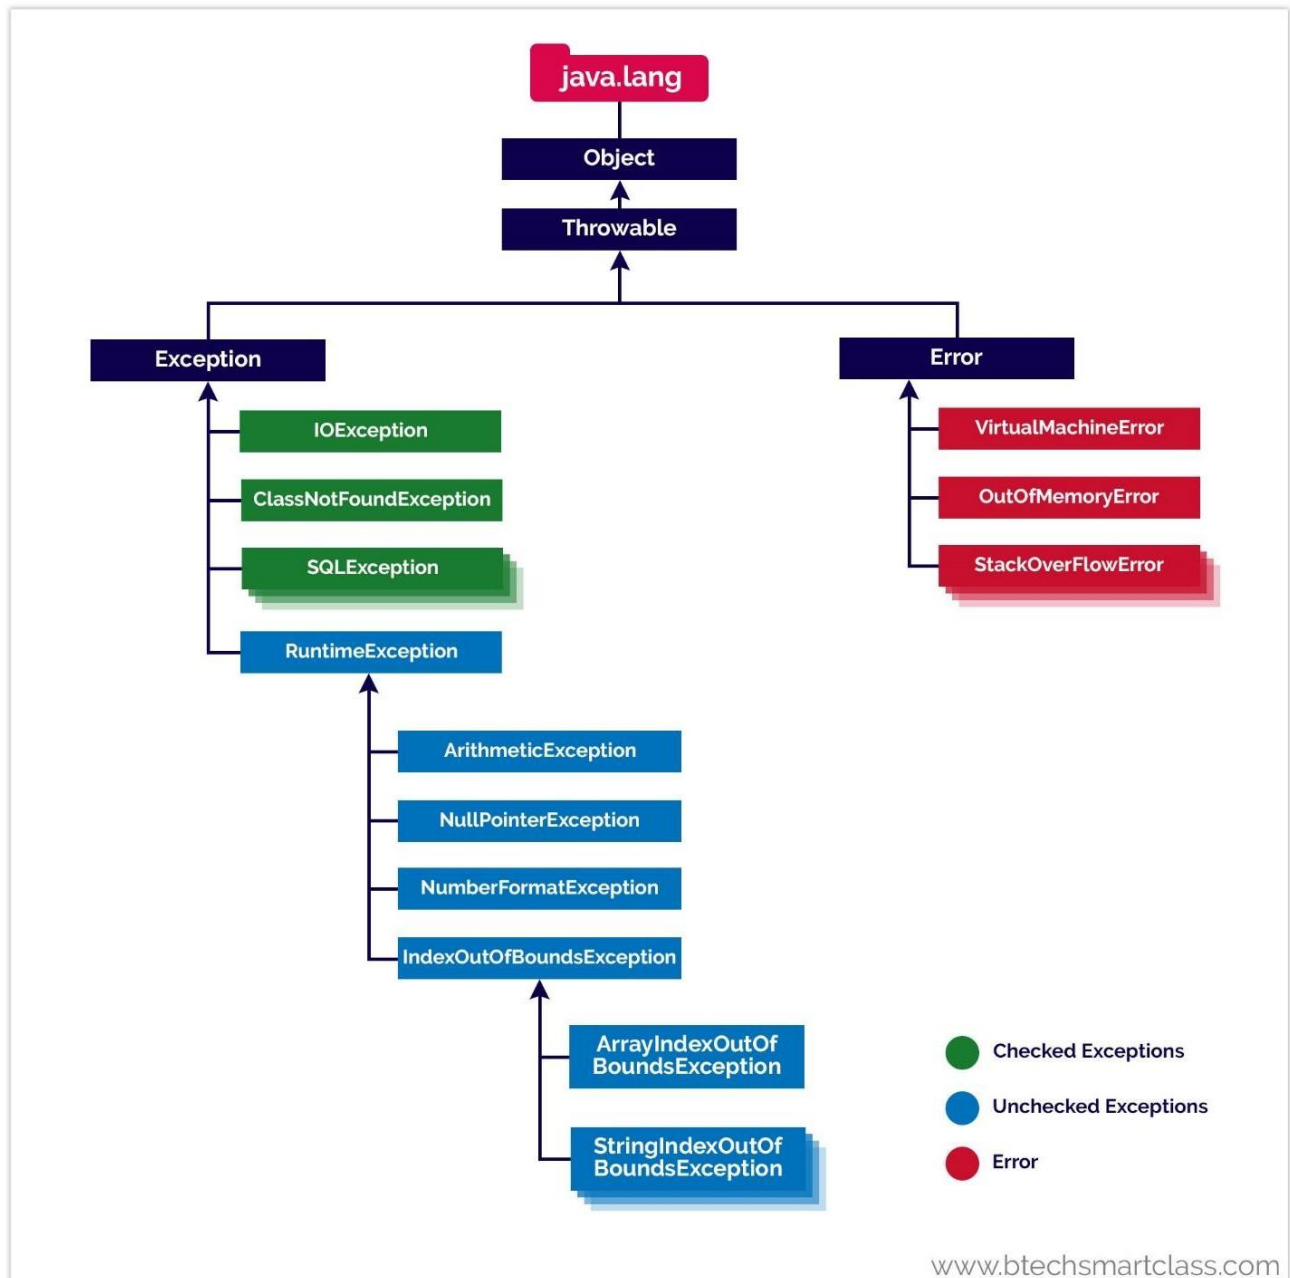 java.lang
Object
Throwable
Exception
Error
IOException
VirtualMachineError
ClassNotFoundException
OutOfMemoryError
SQLException
StackOverFlowError
RuntimeException
ArithmeticException
NullPointerException
NumberFormatException
IndexOutOfBoundsException
ArrayIndexOutOf
BoundsException
StringIndexOutOf
BoundsException
Checked Exceptions
Unchecked Exceptions
Error
www.btechsmartclass.com